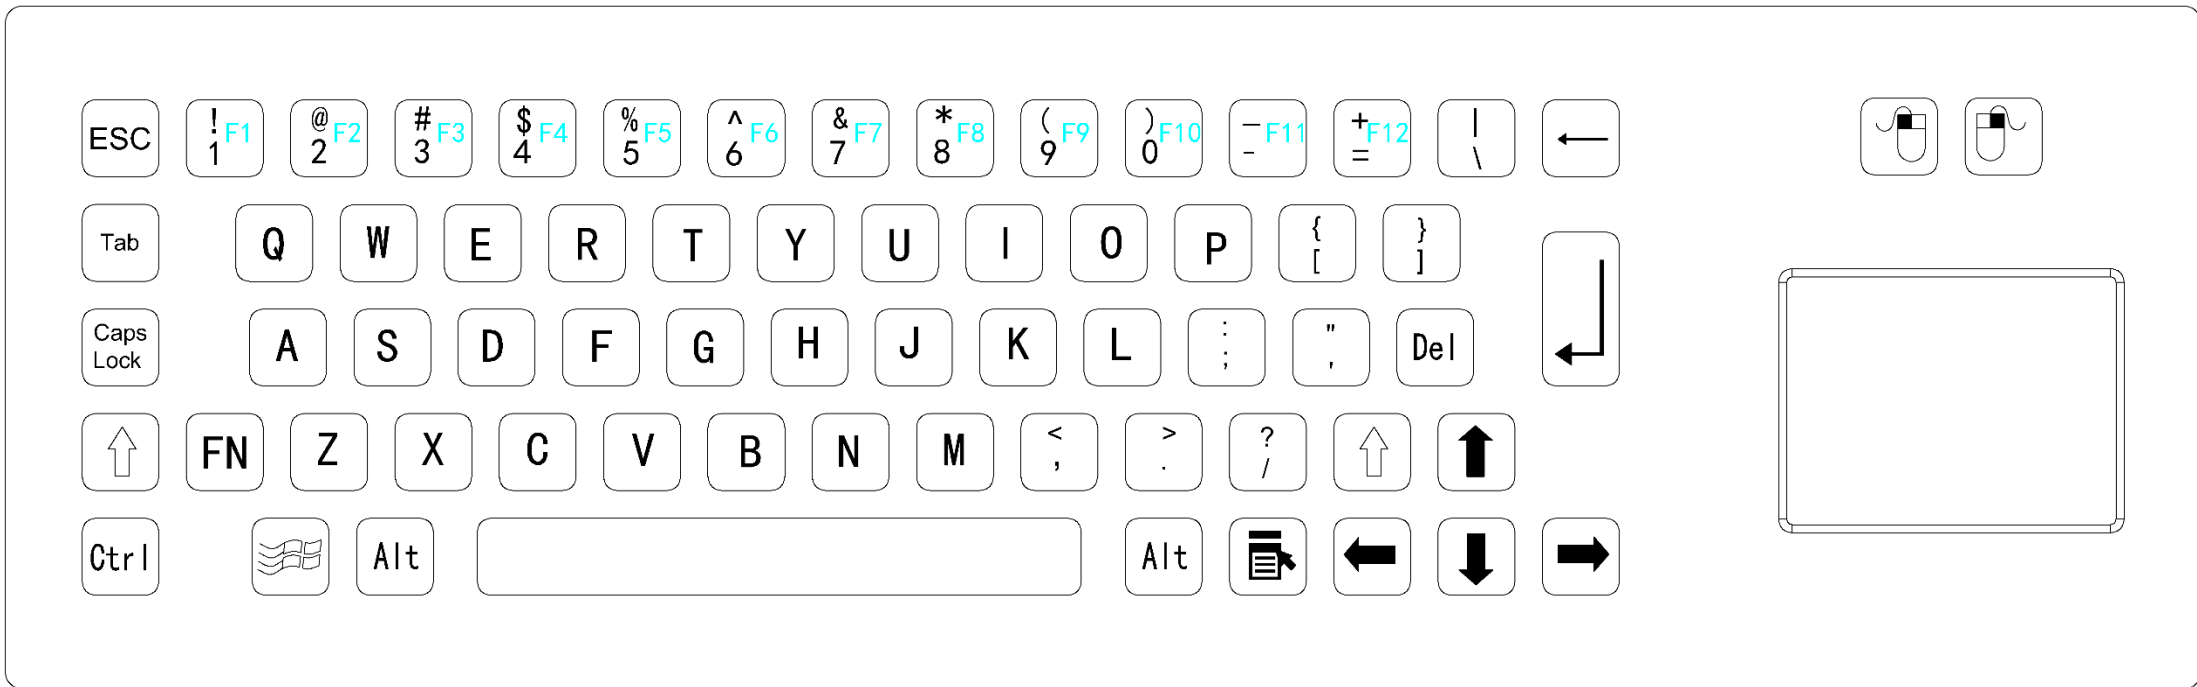 ESC ! 1 F1 @ 2 F2 # 3 F3 $ 4 F4 % 5 F5 ^ 6 F6 & 7 F7 * 8 F8 ( 9 F9 ) 0 F10 — - F11 + = F12 | \ ←
Tab Q W E R T Y U I O P { [ } ]
Caps Lock A S D F G H J K L : ; " ' Del
FN Z X C V B N M < , > . ? /
Ctrl Alt Alt